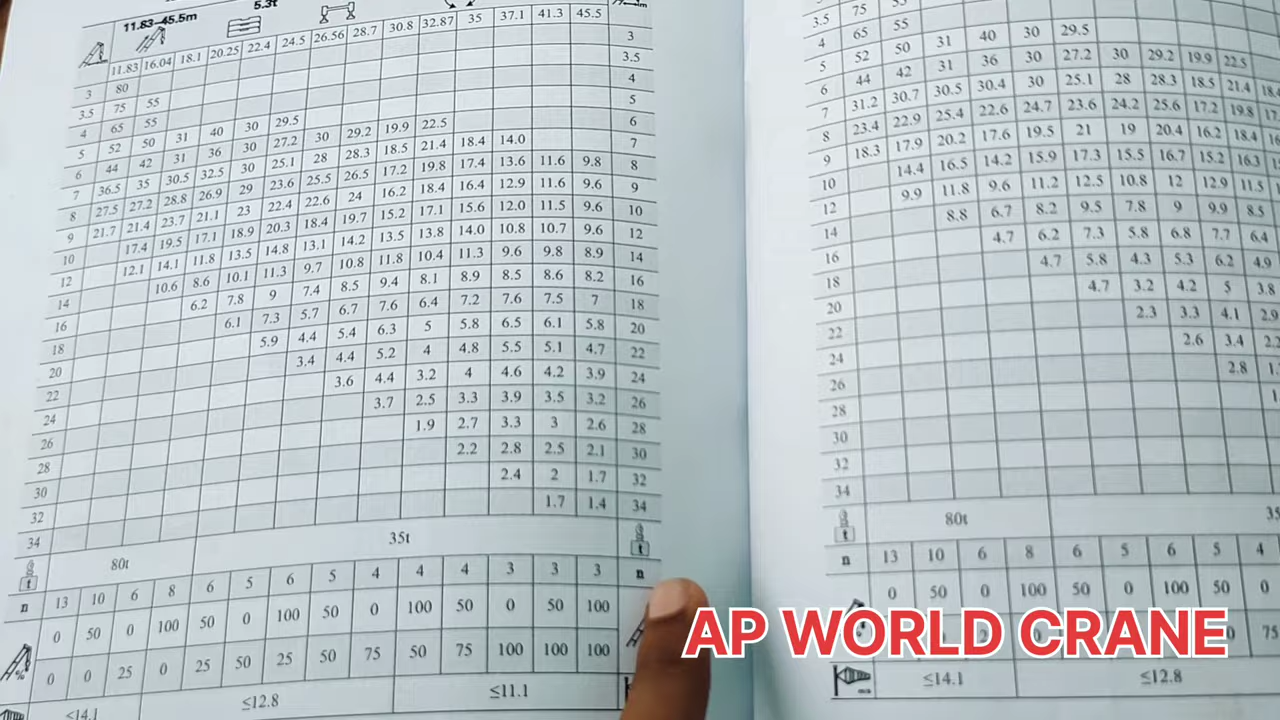 11.83-45.5m 5.3t
11.83 16.04 18.1 20.25 22.4 24.5 26.56 28.7 30.8 32.87 35 37.1 41.3 45.5
3 80 3
3.5 75 55 3.5
4 65 55 4
5 52 50 31 40 30 29.5 5
6 44 42 31 36 30 27.2 30 29.2 19.9 22.5 6
7 36.5 35 30.5 32.5 30 25.1 28 28.3 18.5 21.4 18.4 14.0 7
8 27.5 27.2 28.8 26.9 29 23.6 25.5 26.5 17.2 19.8 17.4 13.6 11.6 9.8 8
9 21.7 21.4 23.7 21.1 23 22.4 22.6 24 16.2 18.4 16.4 12.9 11.6 9.6 9
10 17.4 19.5 17.1 18.9 20.3 18.4 19.7 15.2 17.1 15.6 12.0 11.5 9.6 10
12 12.1 14.1 11.8 13.5 14.8 13.1 14.2 13.5 13.8 14.0 10.8 10.7 9.6 12
14 10.6 8.6 10.1 11.3 9.7 10.8 11.8 10.4 11.3 9.6 9.8 8.9 14
16 6.2 7.8 9 7.4 8.5 9.4 8.1 8.9 8.5 8.6 8.2 16
18 6.1 7.3 5.7 6.7 7.6 6.4 7.2 7.6 7.5 7 18
20 5.9 4.4 5.4 6.3 5 5.8 6.5 6.1 5.8 20
22 3.4 4.4 5.2 4 4.8 5.5 5.1 4.7 22
24 3.6 4.4 3.2 4 4.6 4.2 3.9 24
26 3.7 2.5 3.3 3.9 3.5 3.2 26
28 1.9 2.7 3.3 3 2.6 28
30 2.2 2.8 2.5 2.1 30
32 2.4 2 1.7 32
34 1.7 1.4 34
t 80t 35t t
n 13 10 6 8 6 5 6 5 4 4 4 3 3 3 n
0 50 0 100 50 0 100 50 0 100 50 0 50 100
% 0 0 25 0 25 50 25 50 75 50 75 100 100 100
≤14.1 ≤12.8 ≤11.1
3.5 75
4 65 55
5 52 50 31 40 30 29.5
6 44 42 31 36 30 27.2 30 29.2 19.9 22.5
7 31.2 30.7 30.5 30.4 30 25.1 28 28.3 18.5 21.4
8 23.4 22.9 25.4 22.6 24.7 23.6 24.2 25.6 17.2 19.8
9 18.3 17.9 20.2 17.6 19.5 21 19 20.4 16.2 18.4
10 14.4 16.5 14.2 15.9 17.3 15.5 16.7 15.2 16.3
12 9.9 11.8 9.6 11.2 12.5 10.8 12 12.9 11.5
14 8.8 6.7 8.2 9.5 7.8 9 9.9 8.5
16 4.7 6.2 7.3 5.8 6.8 7.7 6.4
18 4.7 5.8 4.3 5.3 6.2 4.9
20 4.7 3.2 4.2 5 3.8
22 2.3 3.3 4.1 2.9
24 2.6 3.4
26 2.8
28
30
32
34
t 80t
n 13 10 6 8 6 5 6 5 4
0 50 0 100 50 0 100 50 0
≤14.1 ≤12.8
AP WORLD CRANE